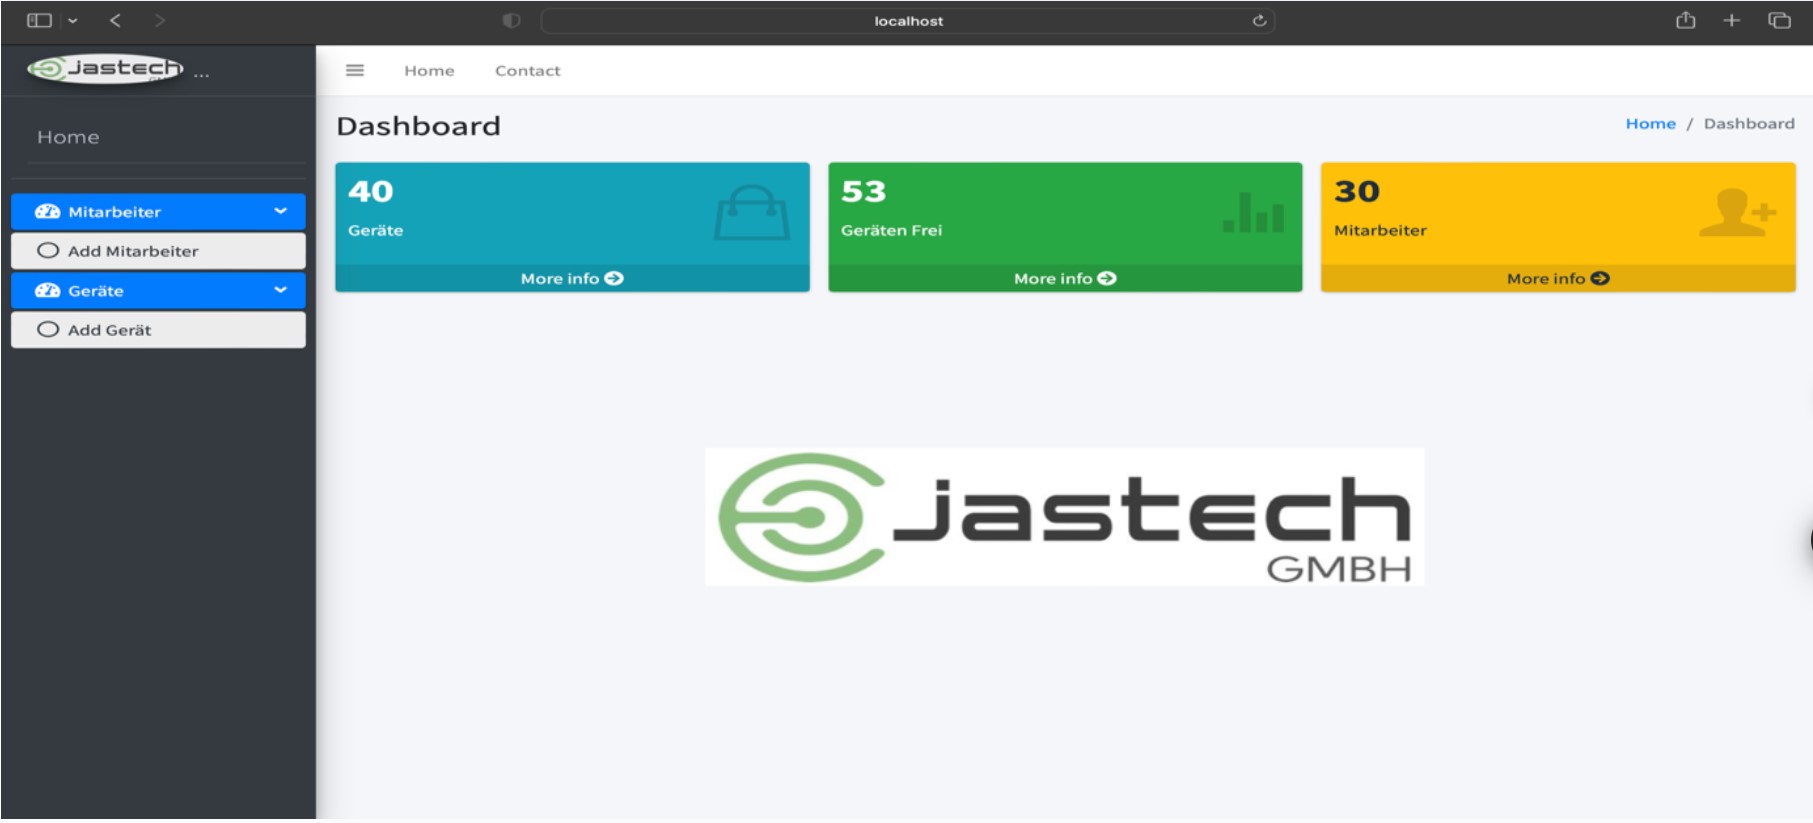 localhost
jastech ...
Home Contact
Dashboard
Home / Dashboard
Home
Mitarbeiter
Add Mitarbeiter
Geräte
Add Gerät
40
Geräte
More info
53
Geräten Frei
More info
30
Mitarbeiter
More info
jastech
GMBH